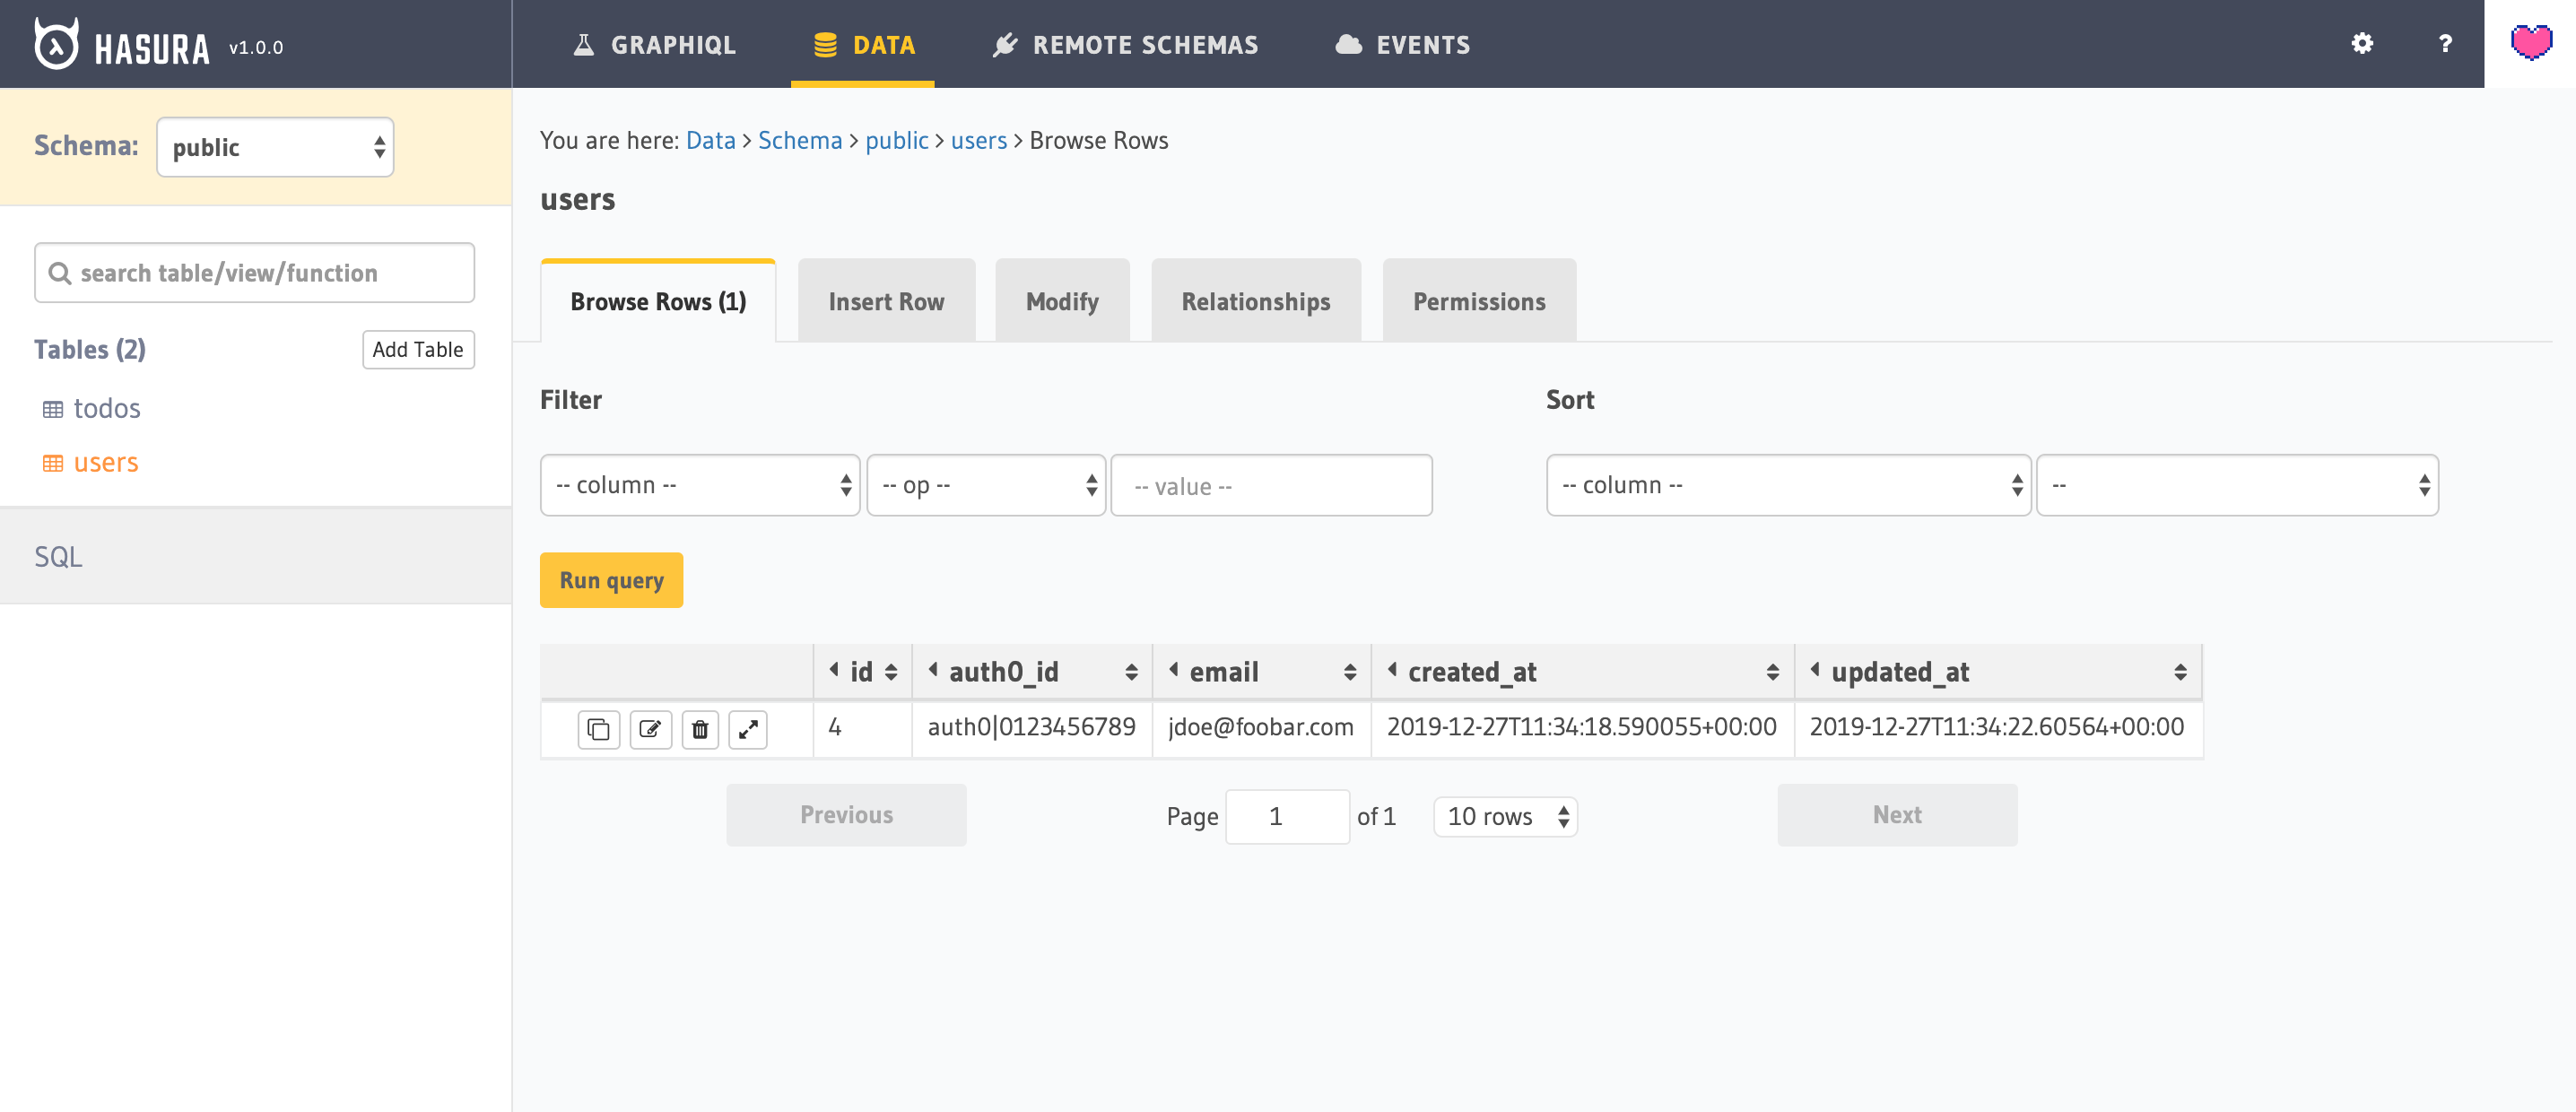 HASURA v1.0.0
GRAPHIQL DATA REMOTE SCHEMAS EVENTS ?
Schema: public
search table/view/function
Tables (2) Add Table
todos
users
SQL
You are here: Data > Schema > public > users > Browse Rows
users
Browse Rows (1) Insert Row Modify Relationships Permissions
Filter Sort
-- column -- -- op -- -- value -- -- column -- --
Run query
id auth0_id email created_at updated_at
4 auth0|0123456789 jdoe@foobar.com 2019-12-27T11:34:18.590055+00:00 2019-12-27T11:34:22.60564+00:00
Previous Page 1 of 1 10 rows Next